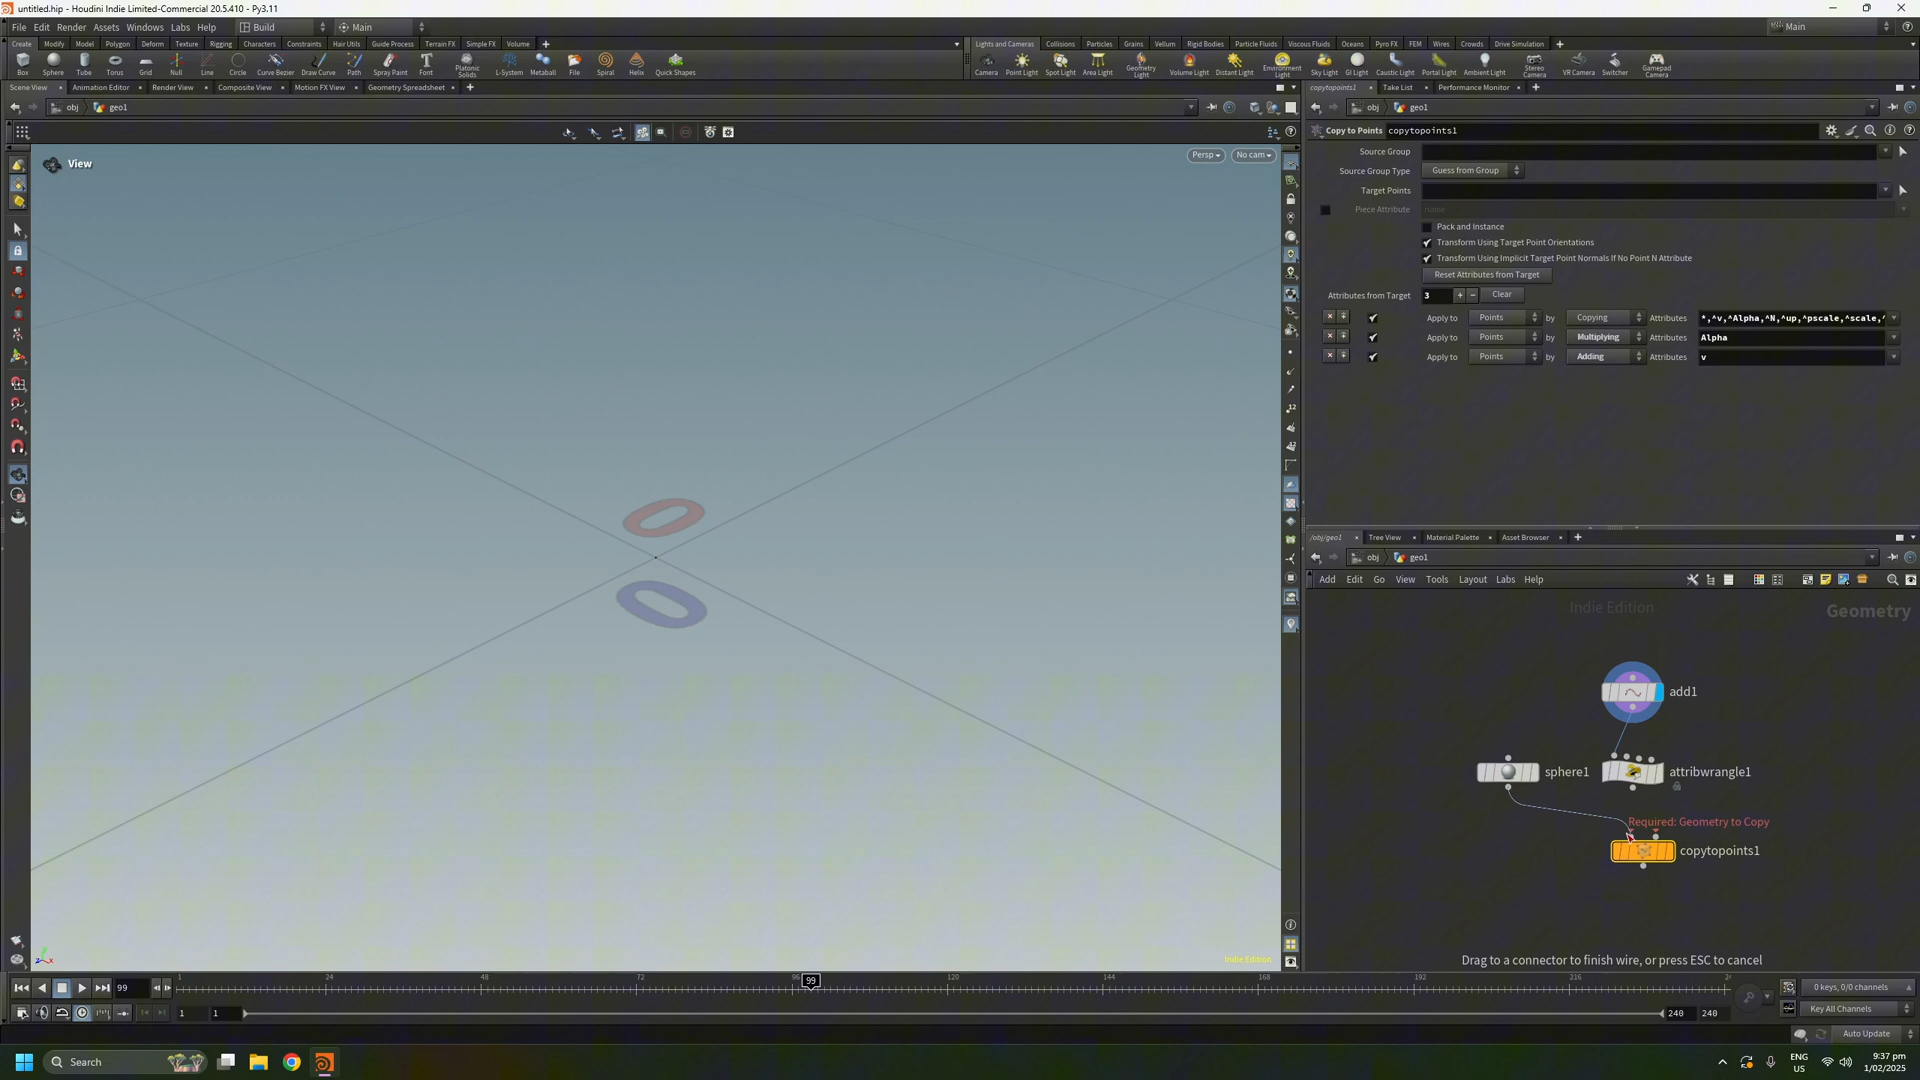 untitled.hip - Houdini Indie Limited-Commercial 20.5.410 - Py3.11
File Edit Render Assets Windows Labs Help Build Main Main
Create Modify Model Polygon Deform Texture Rigging Characters Constraints Hair Utils Guide Process Terrain FX Simple FX Volume
Lights and Cameras Collisions Particles Grains Vellum Rigid Bodies Particle Fluids Viscous Fluids Oceans Pyro FX FEM Wires Crowds Drive Simulation
Box Sphere Tube Torus Grid Null Line Circle Curve Bezier Draw Curve Path Spray Paint Font Platonic Solids L-System Metaball File Spiral Helix Quick Shapes
Camera Point Light Spot Light Area Light Geometry Light Volume Light Distant Light Environment Light Sky Light GI Light Caustic Light Portal Light Ambient Light Stereo Camera VR Camera Switcher Gamepad Camera
Scene View Animation Editor Render View Composite View Motion FX View Geometry Spreadsheet
copytopoints1 Take List Performance Monitor
obj geo1
obj geo1
View
Persp No cam
Copy to Points copytopoints1
Source Group
Source Group Type Guess from Group
Target Points
Piece Attribute name
Pack and Instance
Transform Using Target Point Orientations
Transform Using Implicit Target Point Normals If No Point N Attribute
Reset Attributes from Target
Attributes from Target 3 Clear
Apply to Points by Copying Attributes *,^v,^Alpha,^N,^up,^pscale,^scale,^
Apply to Points by Multiplying Attributes Alpha
Apply to Points by Adding Attributes v
0
0
/obj/geo1 Tree View Material Palette Asset Browser
obj geo1
Add Edit Go View Tools Layout Labs Help
Indie Edition
Geometry
add1
sphere1
attribwrangle1
Required: Geometry to Copy
copytopoints1
Drag to a connector to finish wire, or press ESC to cancel
Indie Edition
99
1 24 48 72 96 99 120 144 168 192 216
1 1 240 240
0 keys, 0/0 channels
Key All Channels
Auto Update
Search
ENG
US
9:37 pm
1/02/2025